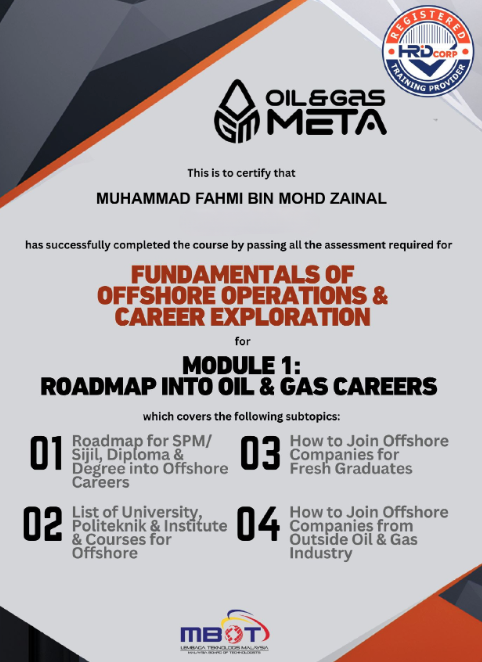 REGISTERED
HRD CORP
TRAINING PROVIDER
OIL & GAS
META
This is to certify that
MUHAMMAD FAHMI BIN MOHD ZAINAL
has successfully completed the course by passing all the assessment required for
FUNDAMENTALS OF
OFFSHORE OPERATIONS &
CAREER EXPLORATION
for
MODULE 1:
ROADMAP INTO OIL & GAS CAREERS
which covers the following subtopics:
01
Roadmap for SPM/
Sijil, Diploma &
Degree into Offshore
Careers
02
List of University,
Politeknik & Institute
& Courses for
Offshore
03
How to Join Offshore
Companies for
Fresh Graduates
04
How to Join Offshore
Companies from
Outside Oil & Gas
Industry
MBOT
LEMBAGA TEKNOLOGIS MALAYSIA
MALAYSIA BOARD OF TECHNOLOGISTS